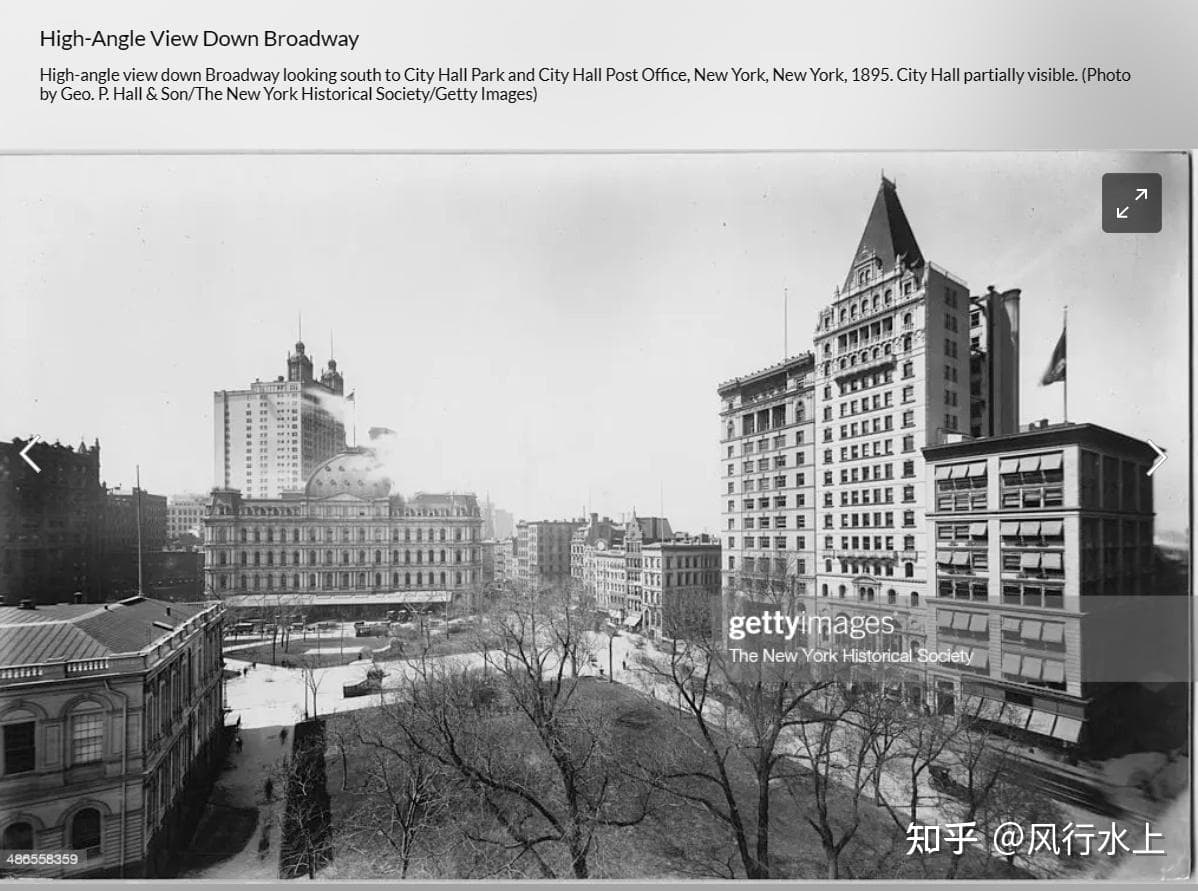 High-Angle View Down Broadway
High-angle view down Broadway looking south to City Hall Park and City Hall Post Office, New York, New York, 1895. City Hall partially visible. (Photo
by Geo. P. Hall & Son/The New York Historical Society/Getty Images)
gettyimages
The New York Historical Society
知乎 @风行水上
486558359